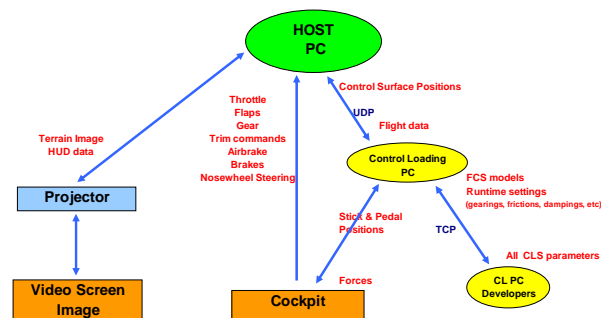 HOST
PC
Control Surface Positions
Throttle
Flaps
Gear
Trim commands
Airbrake
Brakes
Nosewheel Steering
UDP
Flight data
Terrain Image
HUD data
Control Loading
PC
FCS models
Runtime settings
(gearings, frictions, dampings, etc)
Projector
Stick & Pedal
Positions
TCP
All CLS parameters
Forces
CL PC
Developers
Video Screen
Image
Cockpit